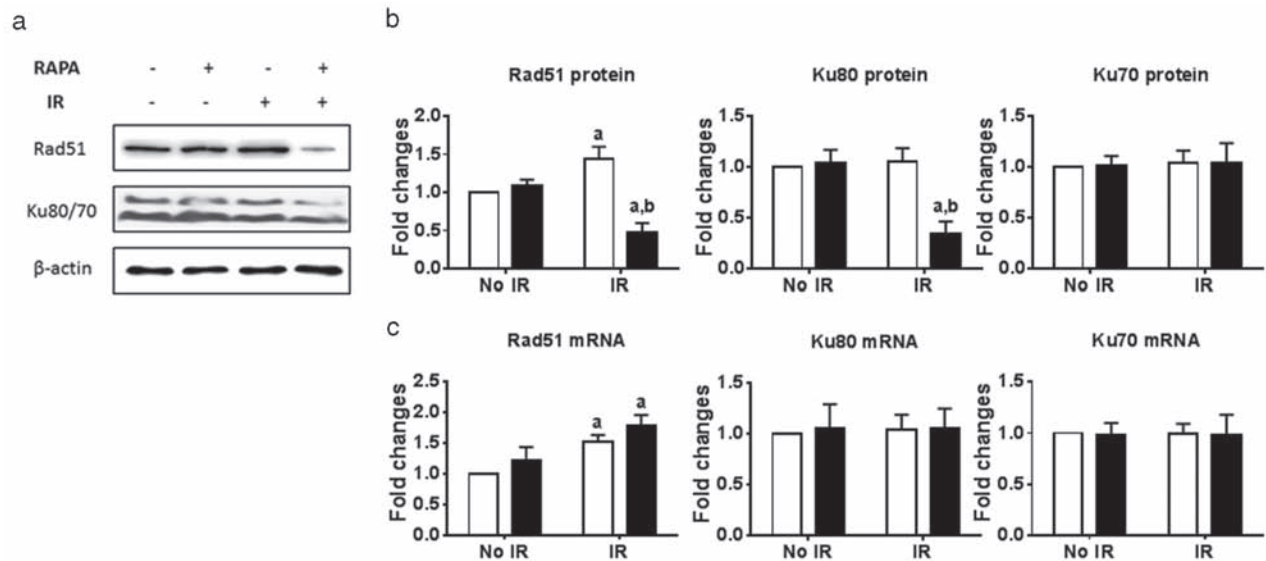 a
RAPA - + - +
IR - - + +
Rad51
Ku80/70
β-actin
b
Rad51 protein
Fold changes
2.0
1.5
1.0
0.5
0.0
a
a,b
No IR IR
Ku80 protein
Fold changes
1.5
1.0
0.5
0.0
a,b
No IR IR
Ku70 protein
Fold changes
1.5
1.0
0.5
0.0
No IR IR
c
Rad51 mRNA
Fold changes
2.5
2.0
1.5
1.0
0.5
0.0
a
a
No IR IR
Ku80 mRNA
Fold changes
1.5
1.0
0.5
0.0
No IR IR
Ku70 mRNA
Fold changes
1.5
1.0
0.5
0.0
No IR IR